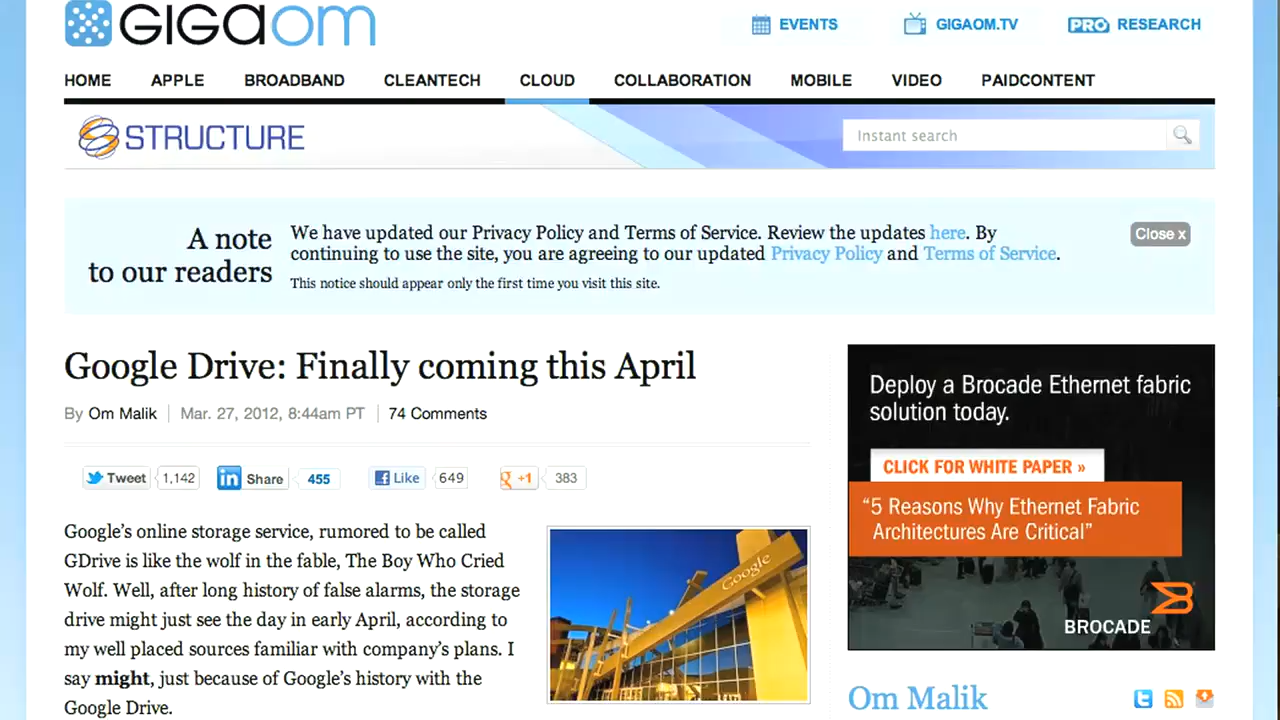 GIGAOM
EVENTS
GIGAOM.TV
PRO RESEARCH
HOME APPLE BROADBAND CLEANTECH CLOUD COLLABORATION MOBILE VIDEO PAIDCONTENT
STRUCTURE
Instant search
A note
to our readers
We have updated our Privacy Policy and Terms of Service. Review the updates here. By
continuing to use the site, you are agreeing to our updated Privacy Policy and Terms of Service.
This notice should appear only the first time you visit this site.
Close x
Google Drive: Finally coming this April
By Om Malik Mar. 27, 2012, 8:44am PT 74 Comments
Tweet 1,142 in Share 455 Like 649 +1 383
Google's online storage service, rumored to be called
GDrive is like the wolf in the fable, The Boy Who Cried
Wolf. Well, after long history of false alarms, the storage
drive might just see the day in early April, according to
my well placed sources familiar with company's plans. I
say might, just because of Google's history with the
Google Drive.
Google
Deploy a Brocade Ethernet fabric
solution today.
CLICK FOR WHITE PAPER »
“5 Reasons Why Ethernet Fabric
Architectures Are Critical”
BROCADE
Om Malik